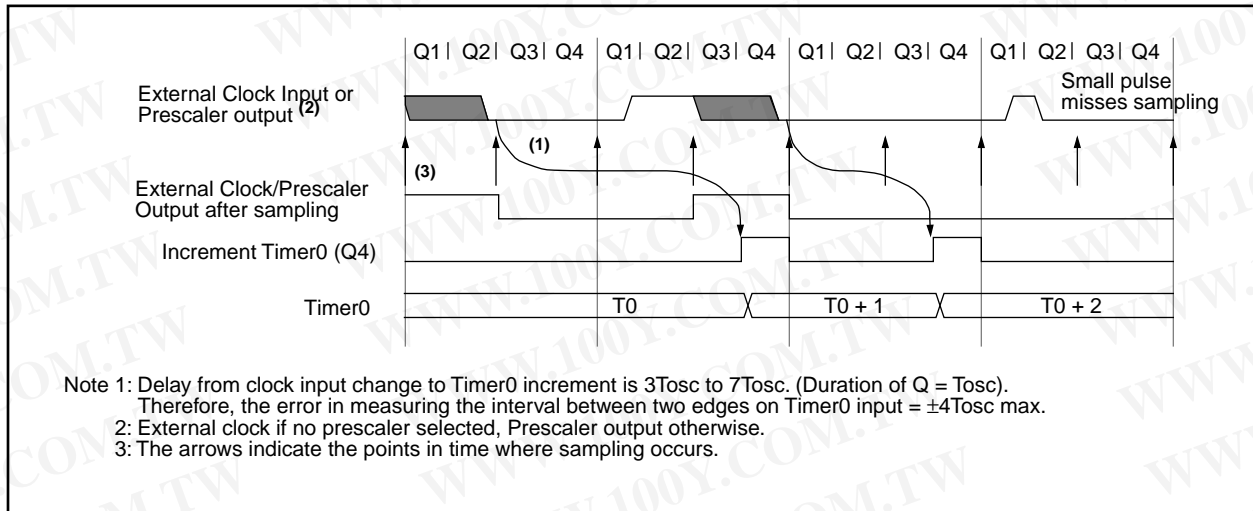 Q1| Q2| Q3| Q4 Q1| Q2| Q3| Q4 Q1| Q2| Q3| Q4 Q1| Q2| Q3| Q4
External Clock Input or
Prescaler output (2)
Small pulse
misses sampling
(1)
(3)
External Clock/Prescaler
Output after sampling
Increment Timer0 (Q4)
Timer0
T0
T0 + 1
T0 + 2
Note 1: Delay from clock input change to Timer0 increment is 3Tosc to 7Tosc. (Duration of Q = Tosc).
Therefore, the error in measuring the interval between two edges on Timer0 input = ±4Tosc max.
2: External clock if no prescaler selected, Prescaler output otherwise.
3: The arrows indicate the points in time where sampling occurs.
WWW.100Y.COM.TW